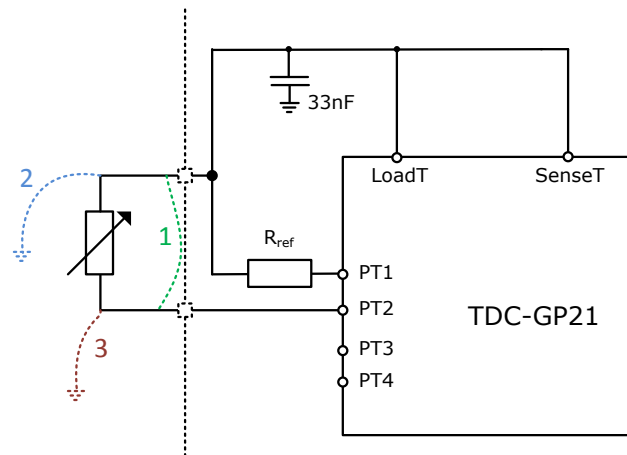 33nF
LoadT
SenseT
2
1
R_ref
PT1
PT2
TDC-GP21
3
PT3
PT4